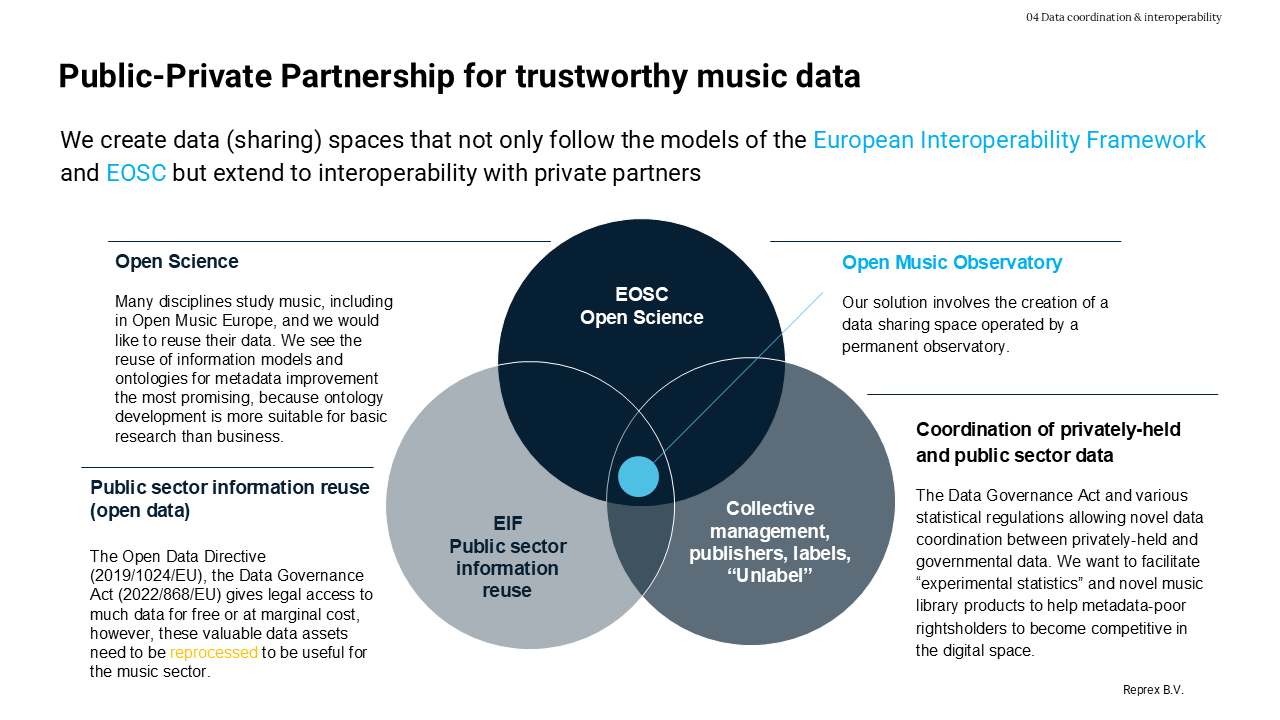 04 Data coordination & interoperability
Public-Private Partnership for trustworthy music data
We create data (sharing) spaces that not only follow the models of the European Interoperability Framework
and EOSC but extend to interoperability with private partners
Open Science
Many disciplines study music, including
in Open Music Europe, and we would
like to reuse their data. We see the
reuse of information models and
ontologies for metadata improvement
the most promising, because ontology
development is more suitable for basic
research than business.
Public sector information reuse
(open data)
The Open Data Directive
(2019/1024/EU), the Data Governance
Act (2022/868/EU) gives legal access to
much data for free or at marginal cost,
however, these valuable data assets
need to be reprocessed to be useful for
the music sector.
EOSC
Open Science
EIF
Public sector
information
reuse
Collective
management,
publishers, labels,
“Unlabel”
Open Music Observatory
Our solution involves the creation of a
data sharing space operated by a
permanent observatory.
Coordination of privately-held
and public sector data
The Data Governance Act and various
statistical regulations allowing novel data
coordination between privately-held and
governmental data. We want to facilitate
“experimental statistics” and novel music
library products to help metadata-poor
rightsholders to become competitive in
the digital space.
Reprex B.V.